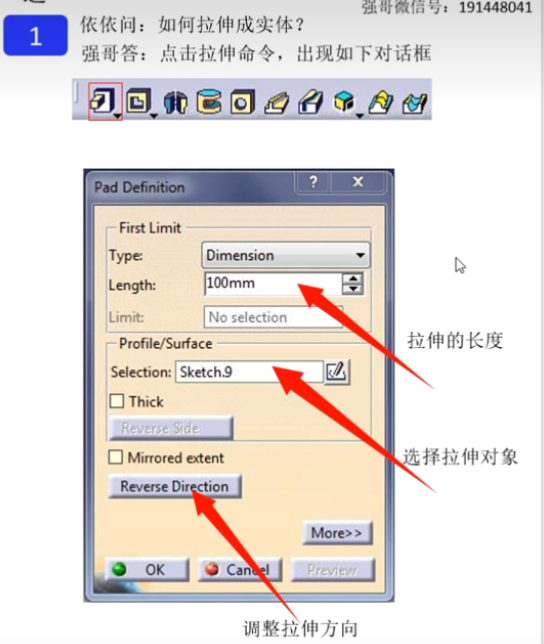 强哥微信号：191448041
1
依依问：如何拉伸成实体？
强哥答：点击拉伸命令，出现如下对话框
Pad Definition
? x
First Limit
Type: Dimension
Length: 100mm
Limit: No selection
拉伸的长度
Profile/Surface
Selection: Sketch.9
Thick
Reverse Side
选择拉伸对象
Mirrored extent
Reverse Direction
More>>
OK Cancel Preview
调整拉伸方向